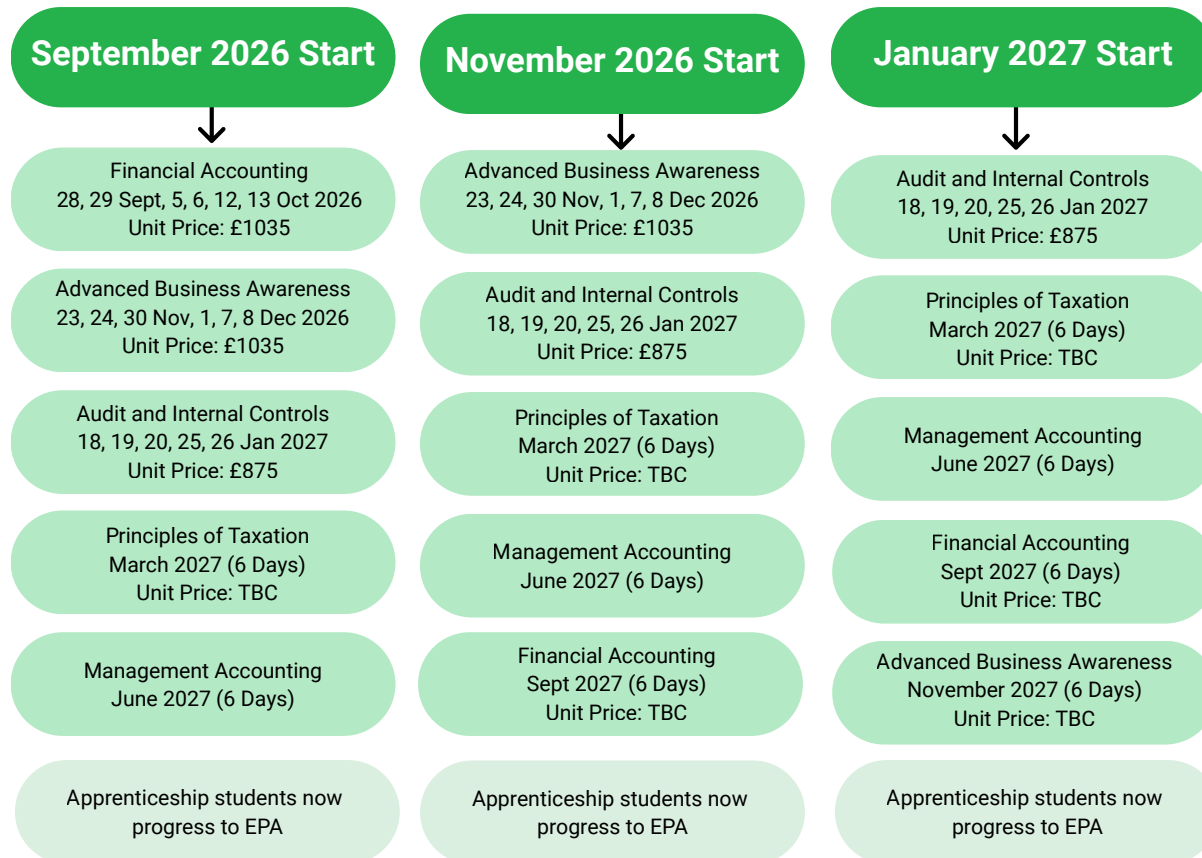 September 2026 Start
Financial Accounting
28, 29 Sept, 5, 6, 12, 13 Oct 2026
Unit Price: £1035
Advanced Business Awareness
23, 24, 30 Nov, 1, 7, 8 Dec 2026
Unit Price: £1035
Audit and Internal Controls
18, 19, 20, 25, 26 Jan 2027
Unit Price: £875
Principles of Taxation
March 2027 (6 Days)
Unit Price: TBC
Management Accounting
June 2027 (6 Days)
Apprenticeship students now
progress to EPA
November 2026 Start
Advanced Business Awareness
23, 24, 30 Nov, 1, 7, 8 Dec 2026
Unit Price: £1035
Audit and Internal Controls
18, 19, 20, 25, 26 Jan 2027
Unit Price: £875
Principles of Taxation
March 2027 (6 Days)
Unit Price: TBC
Management Accounting
June 2027 (6 Days)
Financial Accounting
Sept 2027 (6 Days)
Unit Price: TBC
Apprenticeship students now
progress to EPA
January 2027 Start
Audit and Internal Controls
18, 19, 20, 25, 26 Jan 2027
Unit Price: £875
Principles of Taxation
March 2027 (6 Days)
Unit Price: TBC
Management Accounting
June 2027 (6 Days)
Financial Accounting
Sept 2027 (6 Days)
Unit Price: TBC
Advanced Business Awareness
November 2027 (6 Days)
Unit Price: TBC
Apprenticeship students now
progress to EPA